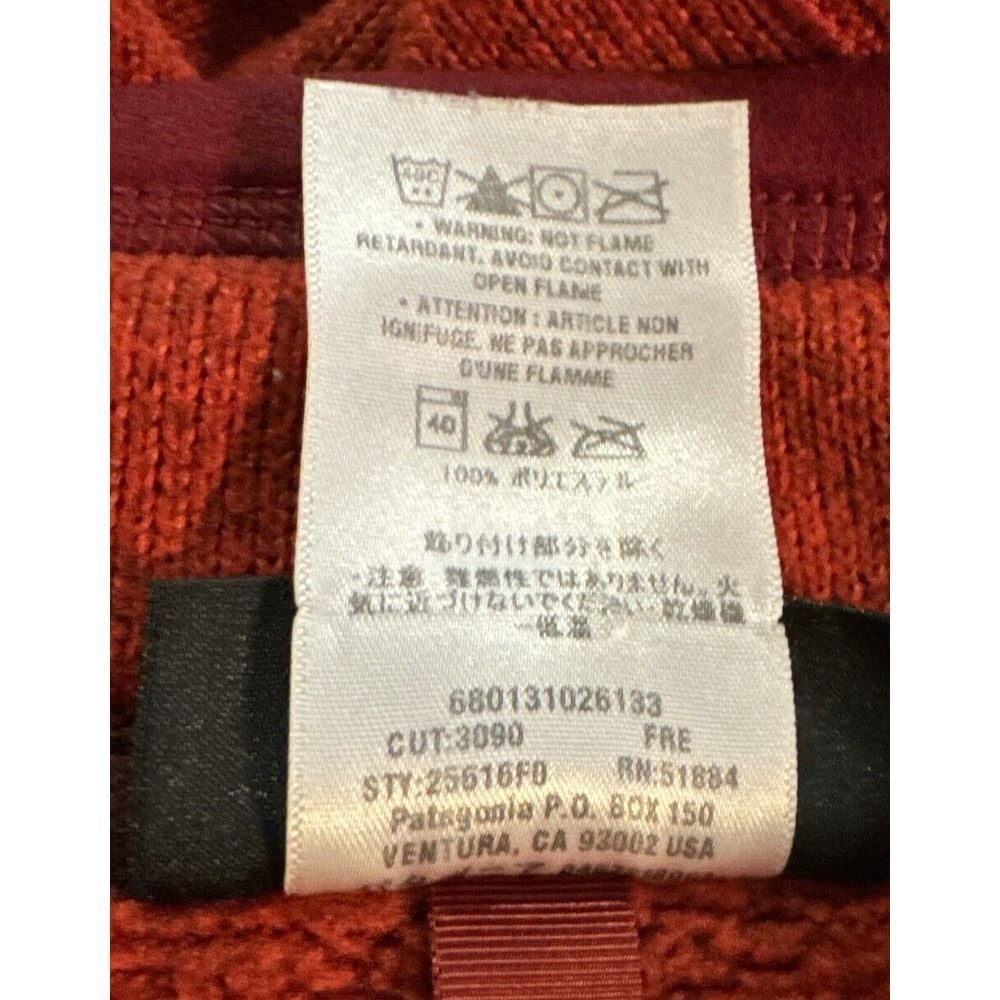 • WARNING: NOT FLAME
RETARDANT. AVOID CONTACT WITH
OPEN FLAME
• ATTENTION : ARTICLE NON
IGNIFUGE. NE PAS APPROCHER
D'UNE FLAMME
40
100% ポリエステル
飾り付け部分を除く
・注意 難燃性ではありません。火
気に近づけないでください 乾燥機
ー低温
680131026133
CUT:3090 FRE
STY:25616F0 RN:51884
Patagonia P.O. BOX 150
VENTURA, CA 93002 USA